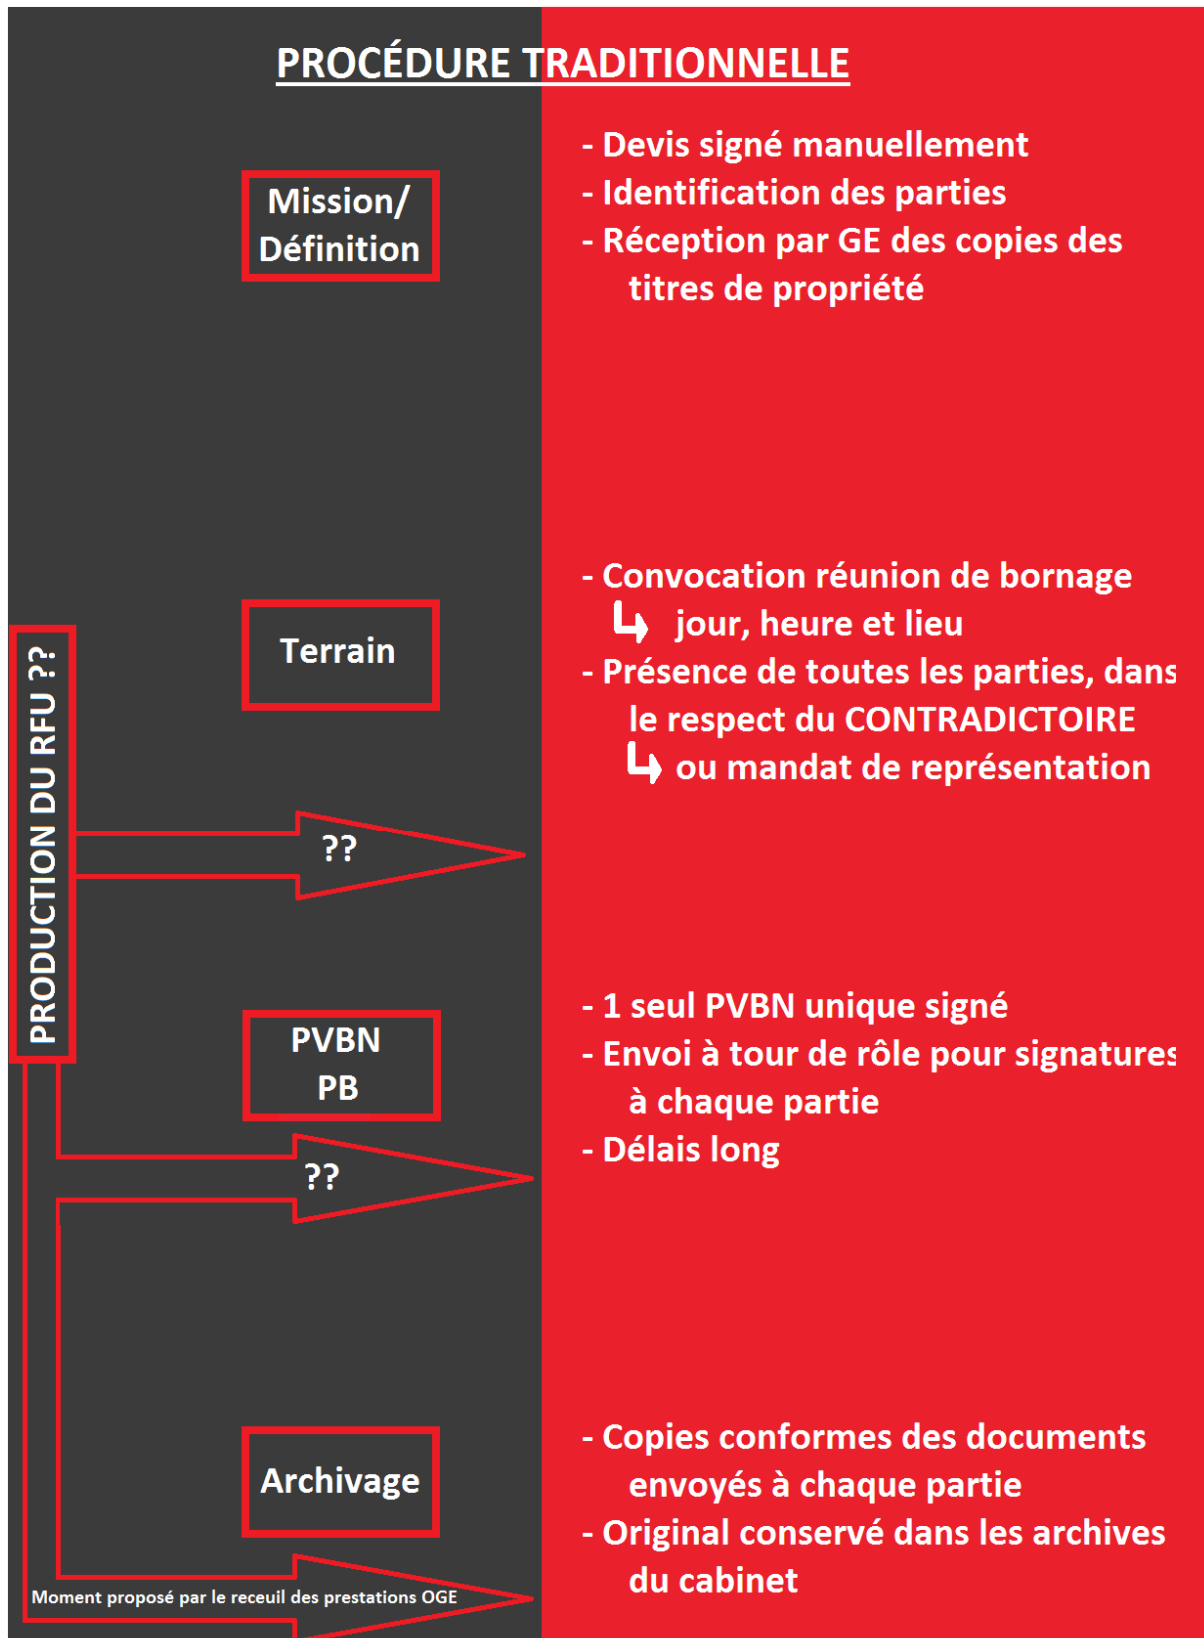 PROCÉDURE TRADITIONNELLE
Mission/
Définition
- Devis signé manuellement
- Identification des parties
- Réception par GE des copies des
titres de propriété
PRODUCTION DU RFU ??
Terrain
- Convocation réunion de bornage
jour, heure et lieu
- Présence de toutes les parties, dans
le respect du CONTRADICTOIRE
ou mandat de représentation
??
PVBN
PB
- 1 seul PVBN unique signé
- Envoi à tour de rôle pour signatures
à chaque partie
- Délais long
??
Archivage
- Copies conformes des documents
envoyés à chaque partie
- Original conservé dans les archives
du cabinet
Moment proposé par le receuil des prestations OGE